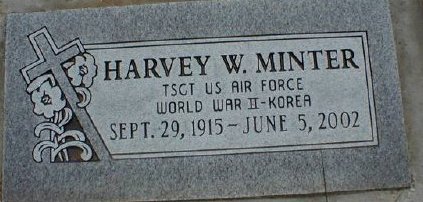 HARVEY W. MINTER
TSGT US AIR FORCE
WORLD WAR II-KOREA
SEPT. 29, 1915 - JUNE 5, 2002